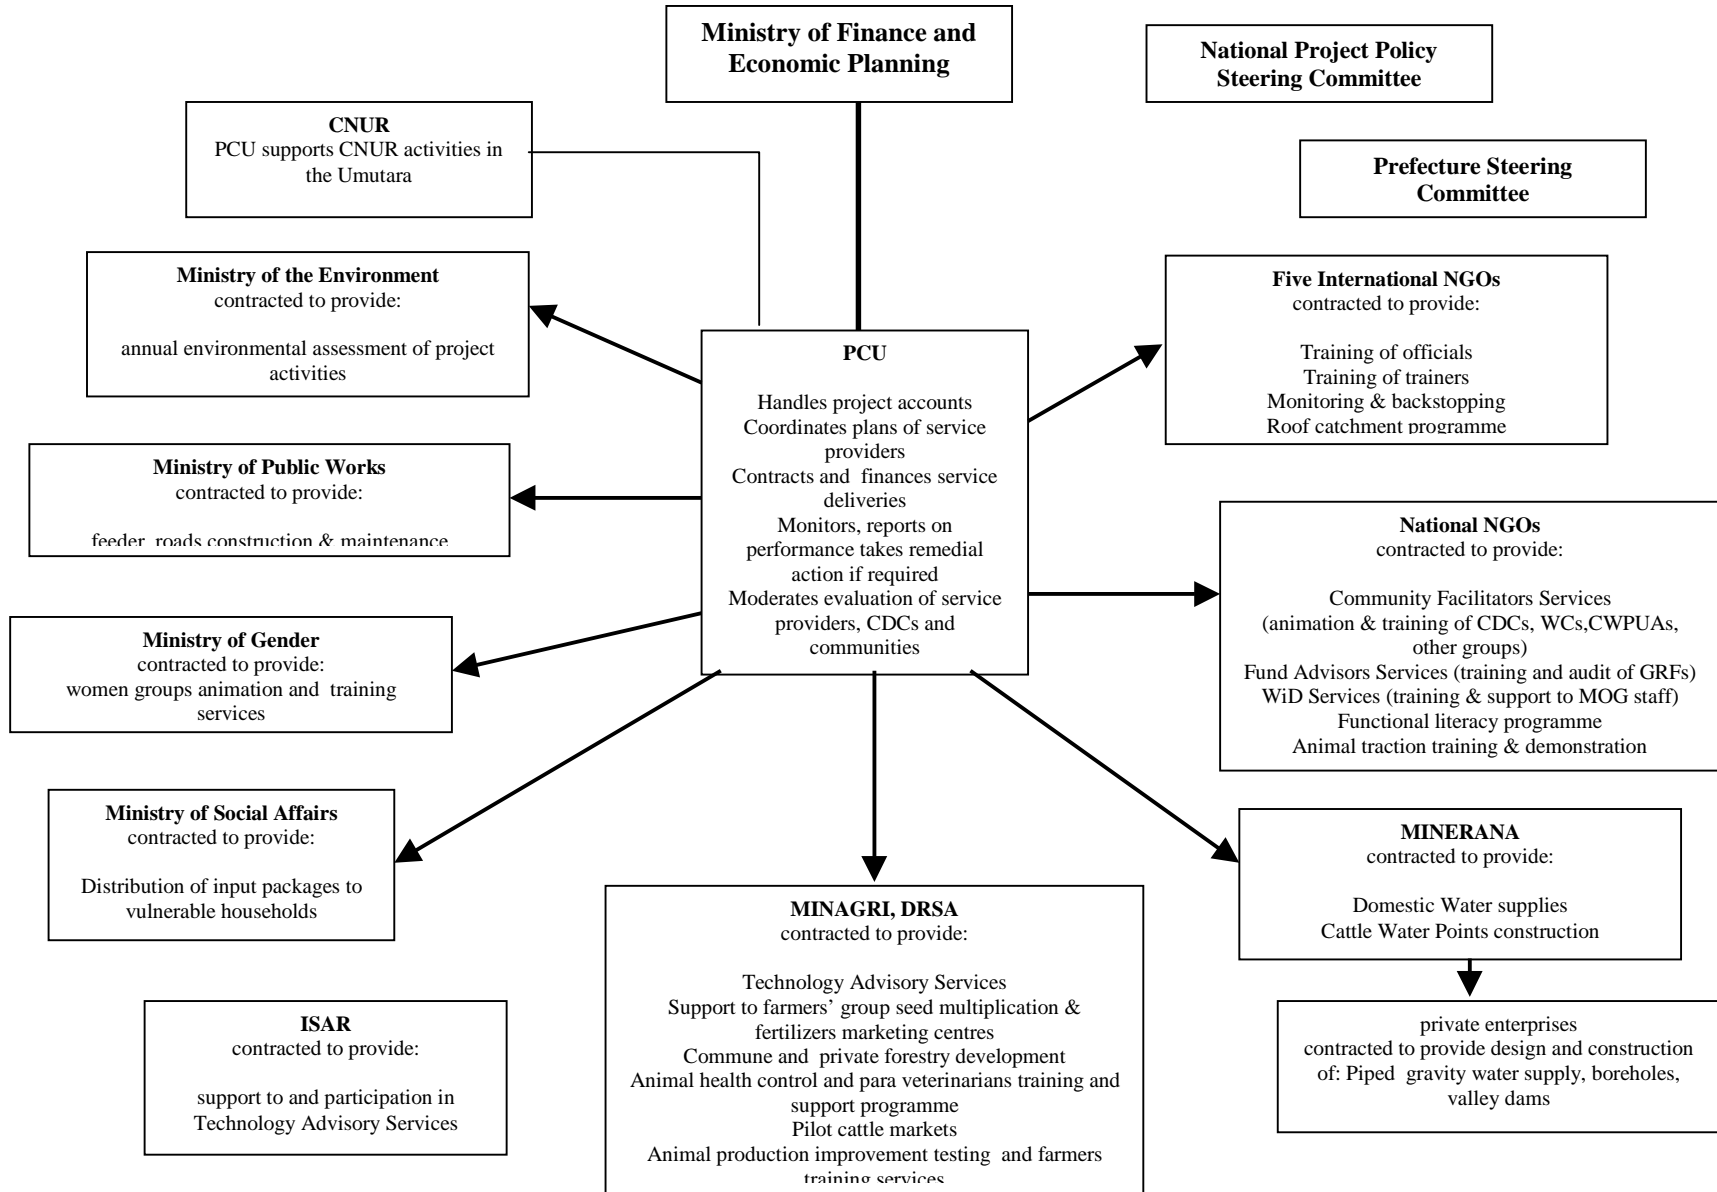 Ministry of Finance and
Economic Planning
National Project Policy
Steering Committee
CNUR
PCU supports CNUR activities in
the Umutara
Prefecture Steering
Committee
Ministry of the Environment
contracted to provide:
annual environmental assessment of project
activities
Five International NGOs
contracted to provide:
Training of officials
Training of trainers
Monitoring & backstopping
Roof catchment programme
PCU
Handles project accounts
Coordinates plans of service
providers
Contracts and finances service
deliveries
Monitors, reports on
performance takes remedial
action if required
Moderates evaluation of service
providers, CDCs and
communities
Ministry of Public Works
contracted to provide:
feeder roads construction & maintenance
National NGOs
contracted to provide:
Community Facilitators Services
(animation & training of CDCs, WCs,CWPUAs,
other groups)
Fund Advisors Services (training and audit of GRFs)
WiD Services (training & support to MOG staff)
Functional literacy programme
Animal traction training & demonstration
Ministry of Gender
contracted to provide:
women groups animation and training
services
Ministry of Social Affairs
contracted to provide:
Distribution of input packages to
vulnerable households
MINERANA
contracted to provide:
Domestic Water supplies
Cattle Water Points construction
MINAGRI, DRSA
contracted to provide:
Technology Advisory Services
Support to farmers’ group seed multiplication &
fertilizers marketing centres
Commune and private forestry development
Animal health control and para veterinarians training and
support programme
Pilot cattle markets
Animal production improvement testing and farmers
training services
ISAR
contracted to provide:
support to and participation in
Technology Advisory Services
private enterprises
contracted to provide design and construction
of: Piped gravity water supply, boreholes,
valley dams